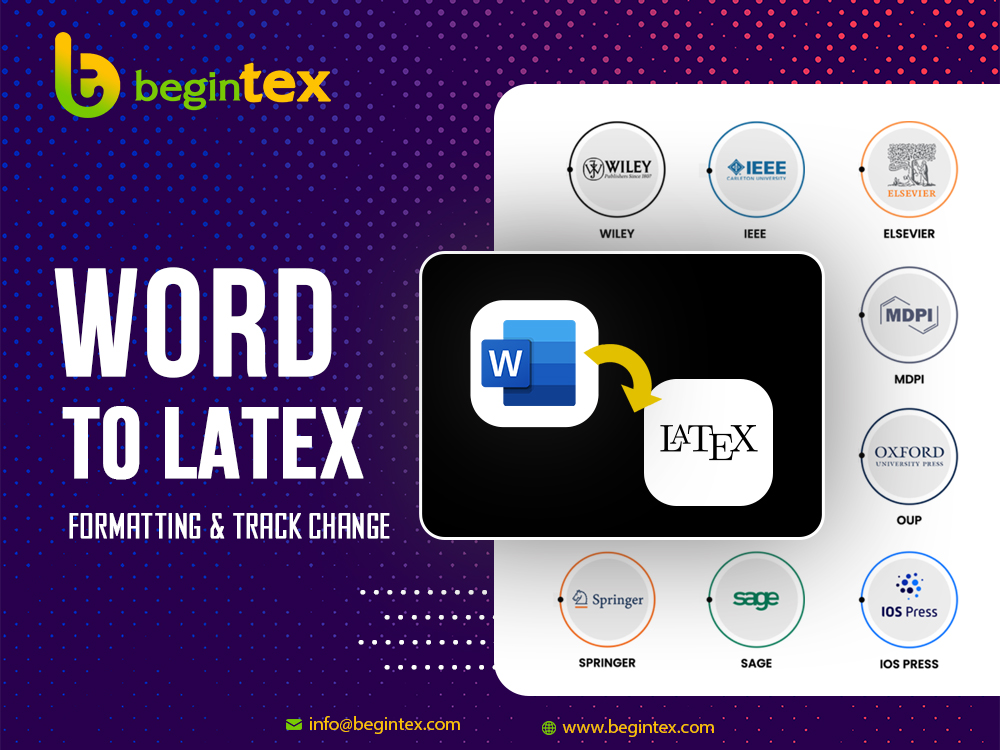 begintex
WORD
TO LATEX
FORMATTING & TRACK CHANGE
WILEY
Publishers Since 1807
WILEY
IEEE
CARLETON UNIVERSITY
IEEE
ELSEVIER
ELSEVIER
W
LATEX
MDPI
MDPI
OXFORD
UNIVERSITY PRESS
OUP
Springer
SPRINGER
sage
SAGE
IOS Press
IOS PRESS
info@begintex.com
www.begintex.com